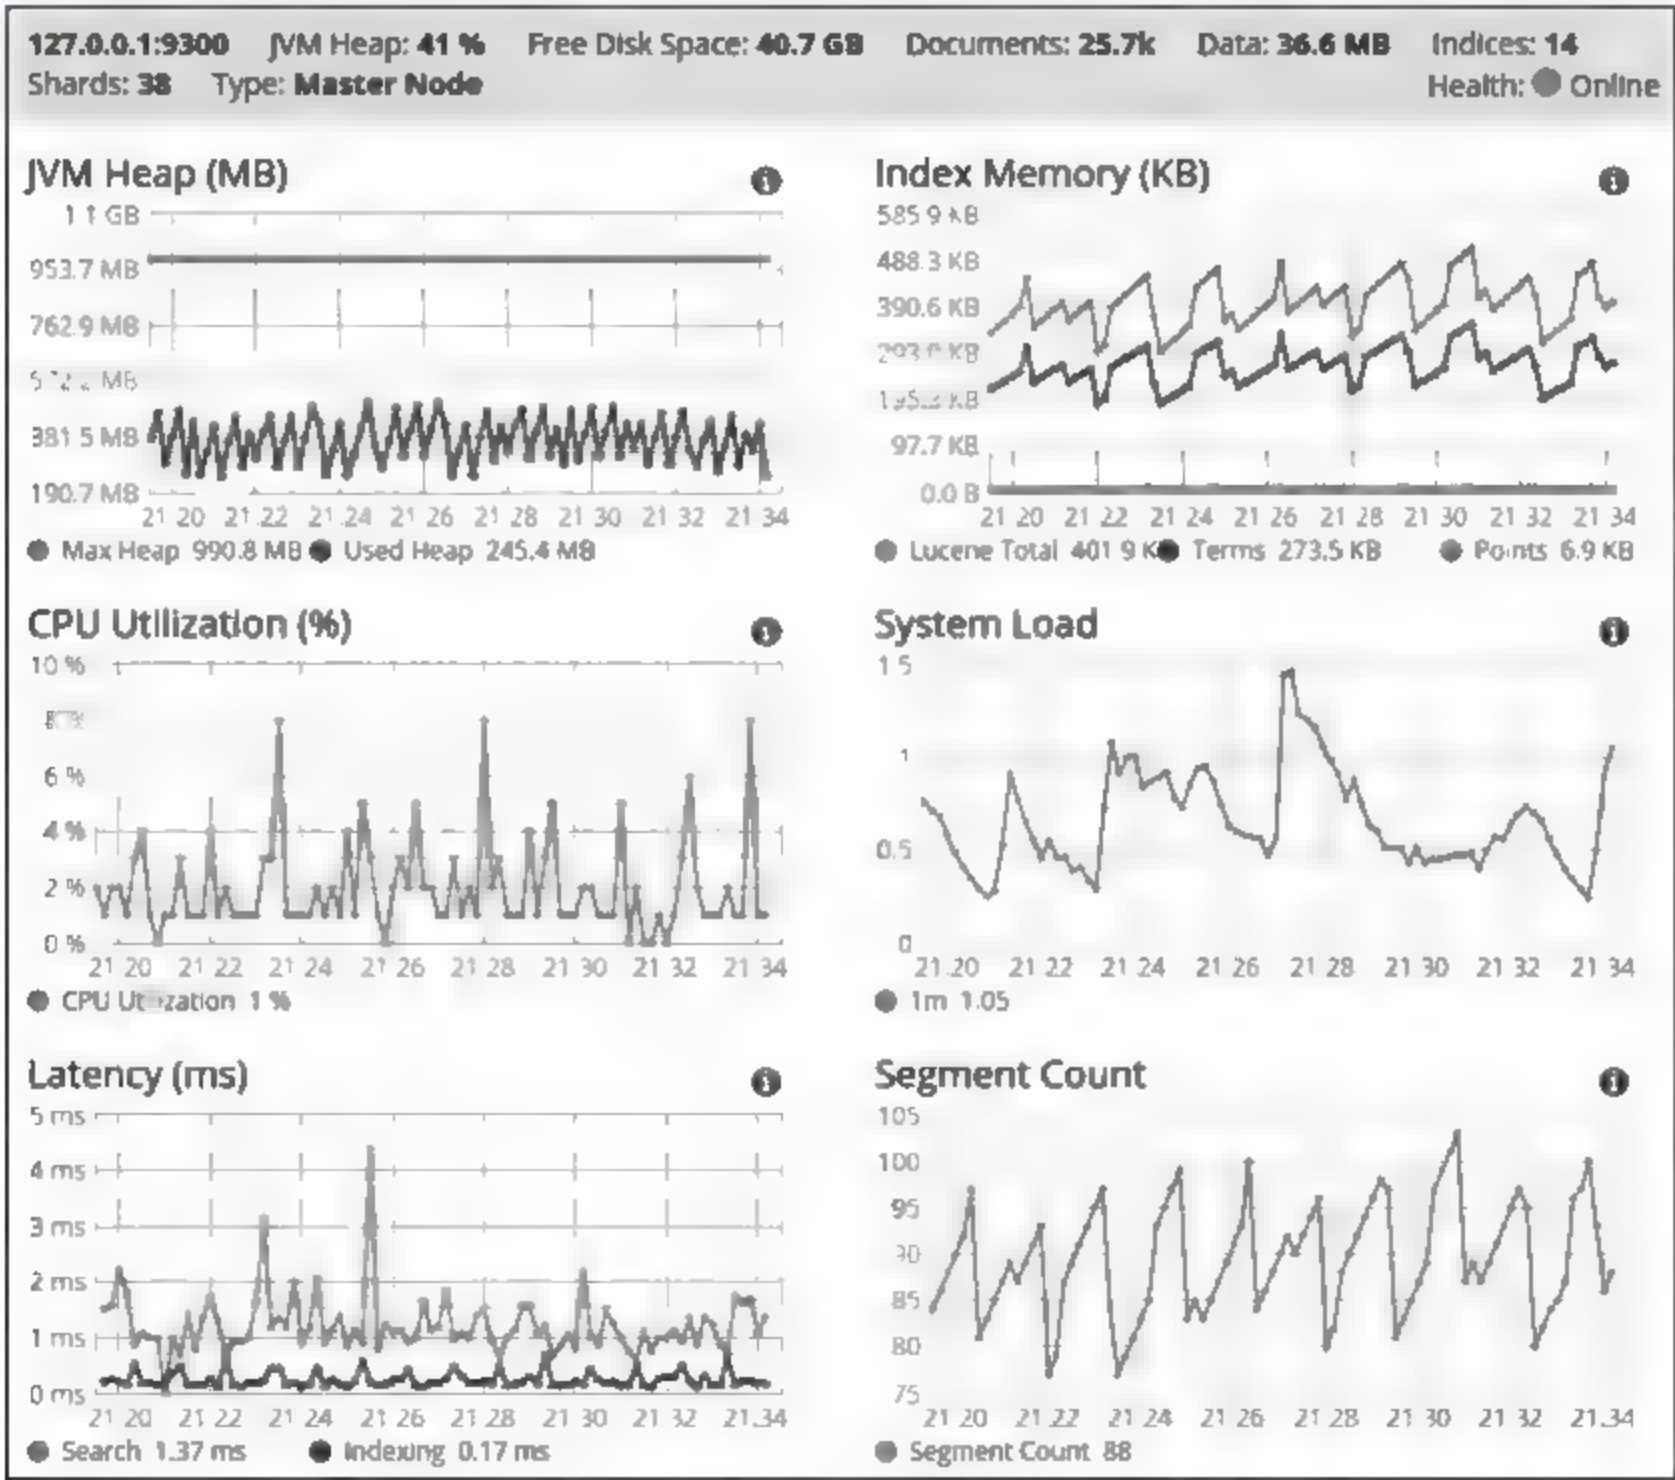 127.0.0.1:9300 JVM Heap: 41 % Free Disk Space: 40.7 GB Documents: 25.7k Data: 36.6 MB Indices: 14
Shards: 38 Type: Master Node Health: Online
JVM Heap (MB)
1 1 GB
953.7 MB
762.9 MB
MB
381 5 MB
190.7 MB
21 20 21 22 21 24 21 26 21 28 21 30 21 32 21 34
Max Heap 990.8 MB Used Heap 245.4 MB
Index Memory (KB)
585 9 KB
488.3 KB
390.6 KB
KB
KB
97.7 KB
0.0 B
21 20 21 22 21 24 21 26 21 28 21 30 21 32 21 34
Lucene Total 401 9 K Terms 273.5 KB Points 6.9 KB
CPU Utilization (%)
10 %
6 %
4 %
2 %
0 %
21 20 21 22 21 24 21 26 21 28 21 30 21 32 21 34
CPU Utilization 1 %
System Load
1 5
1
0.5
0
21 20 21 22 21 24 21 26 21 28 21 30 21 32 21 34
1m 1.05
Latency (ms)
5 ms
4 ms
3 ms
2 ms
1 ms
0 ms
21 20 21 22 21 24 21 26 21 28 21 30 21 32 21.34
Search 1.37 ms Indexing 0.17 ms
Segment Count
105
100
95
90
85
80
75
21 20 21 22 21 24 21 26 21 28 21 30 21 32 21.34
Segment Count 88